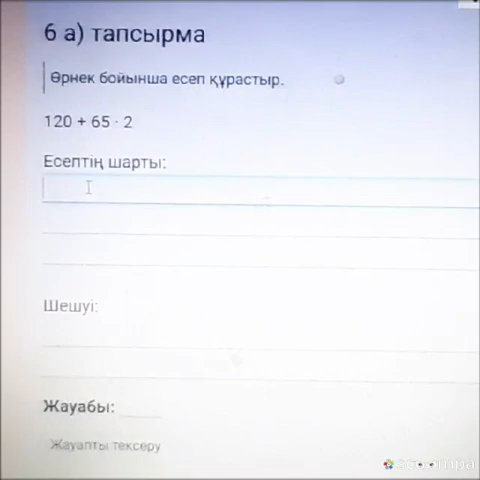 6 а) тапсырма
Өрнек бойынша есеп құрастыр.
120 + 65 · 2
Есептің шарты:
Шешуі:
Жауабы:
Жауапты тексеру